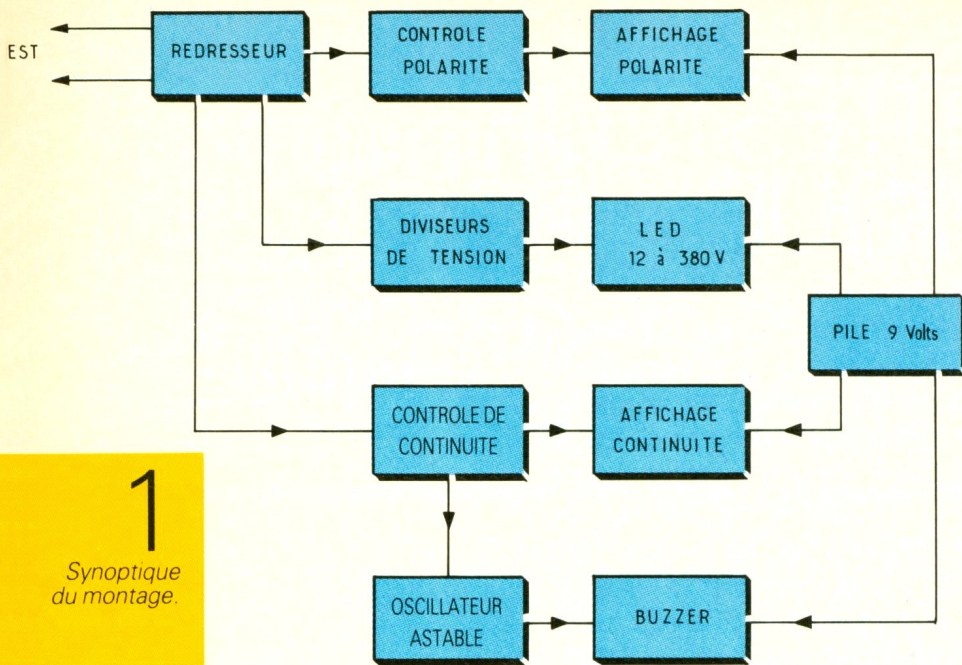 EST
REDRESSEUR
CONTROLE
POLARITE
AFFICHAGE
POLARITE
DIVISEURS
DE TENSION
LED
12 à 380 V
PILE 9 Volts
CONTROLE DE
CONTINUITE
AFFICHAGE
CONTINUITE
OSCILLATEUR
ASTABLE
BUZZER
1
Synoptique
du montage.